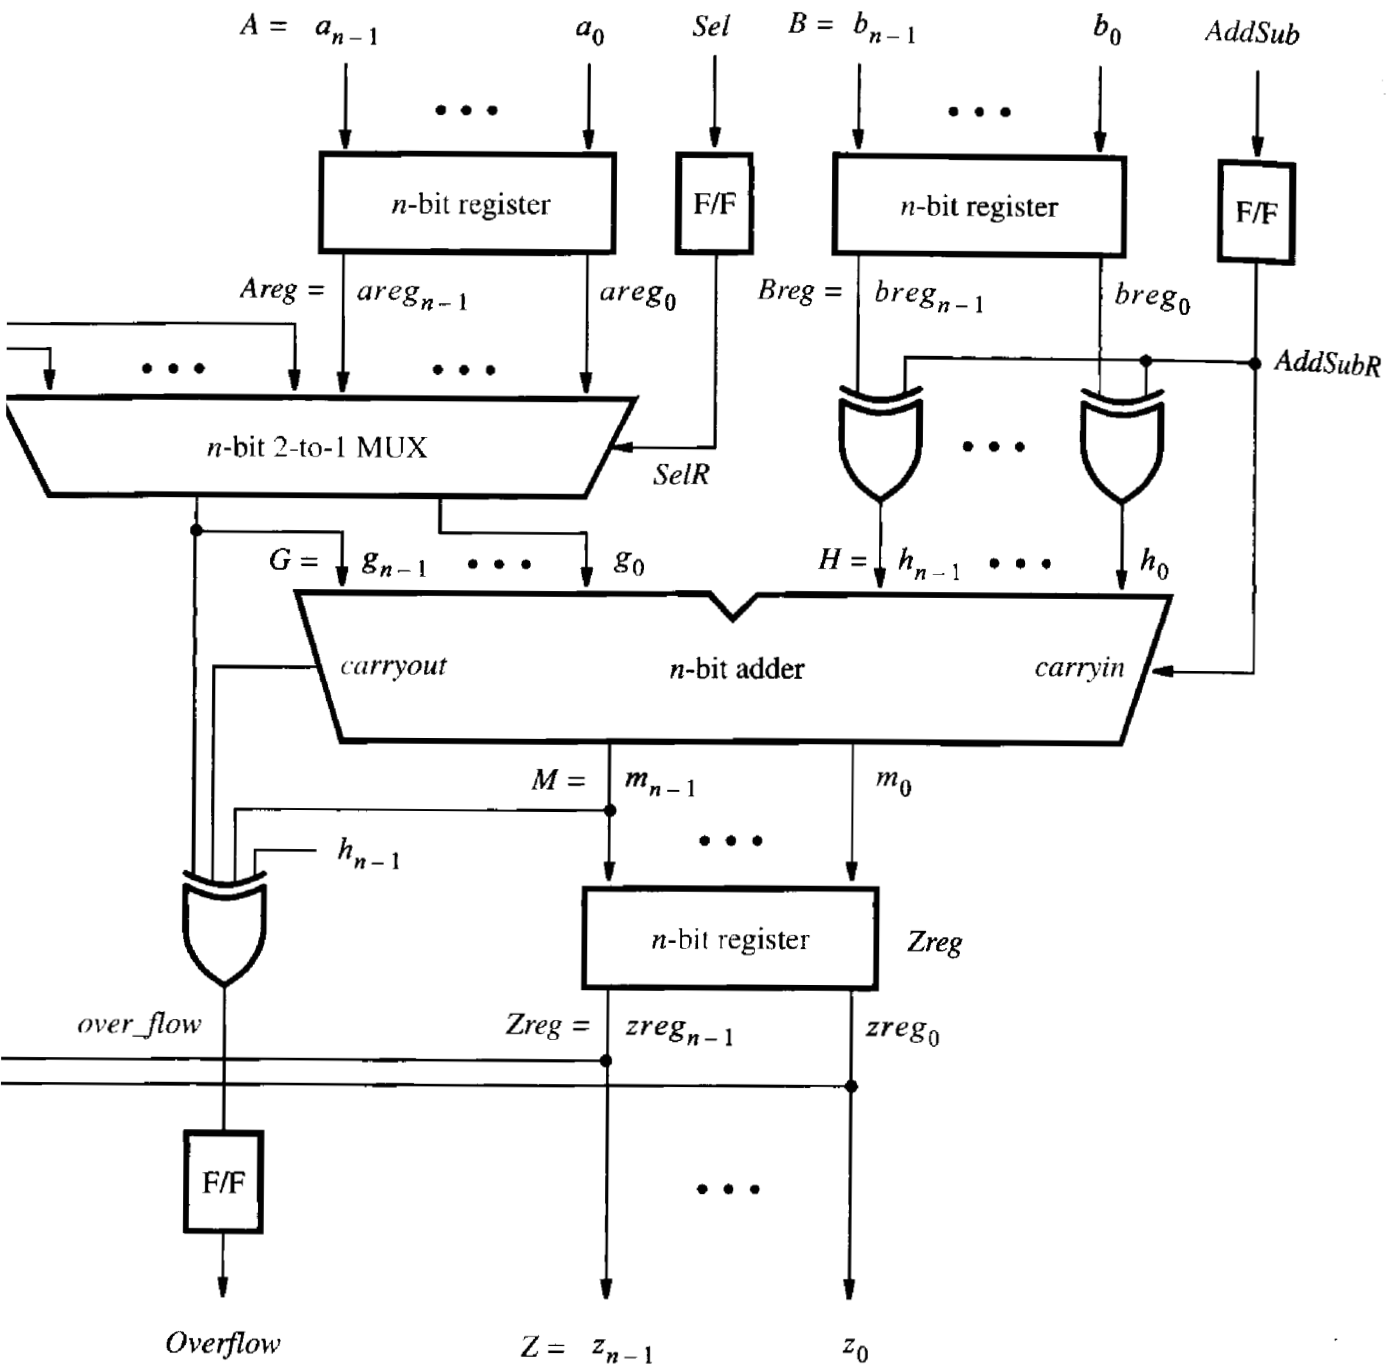 A = a_{n-1} a_0 Sel B = b_{n-1} b_0 AddSub
n-bit register F/F n-bit register F/F
Areg = areg_{n-1} areg_0 Breg = breg_{n-1} breg_0
AddSubR
n-bit 2-to-1 MUX
SelR
G = g_{n-1} g_0 H = h_{n-1} h_0
carryout n-bit adder carryin
M = m_{n-1} m_0
h_{n-1}
n-bit register Zreg
over_flow Zreg = zreg_{n-1} zreg_0
F/F
Overflow Z = z_{n-1} z_0